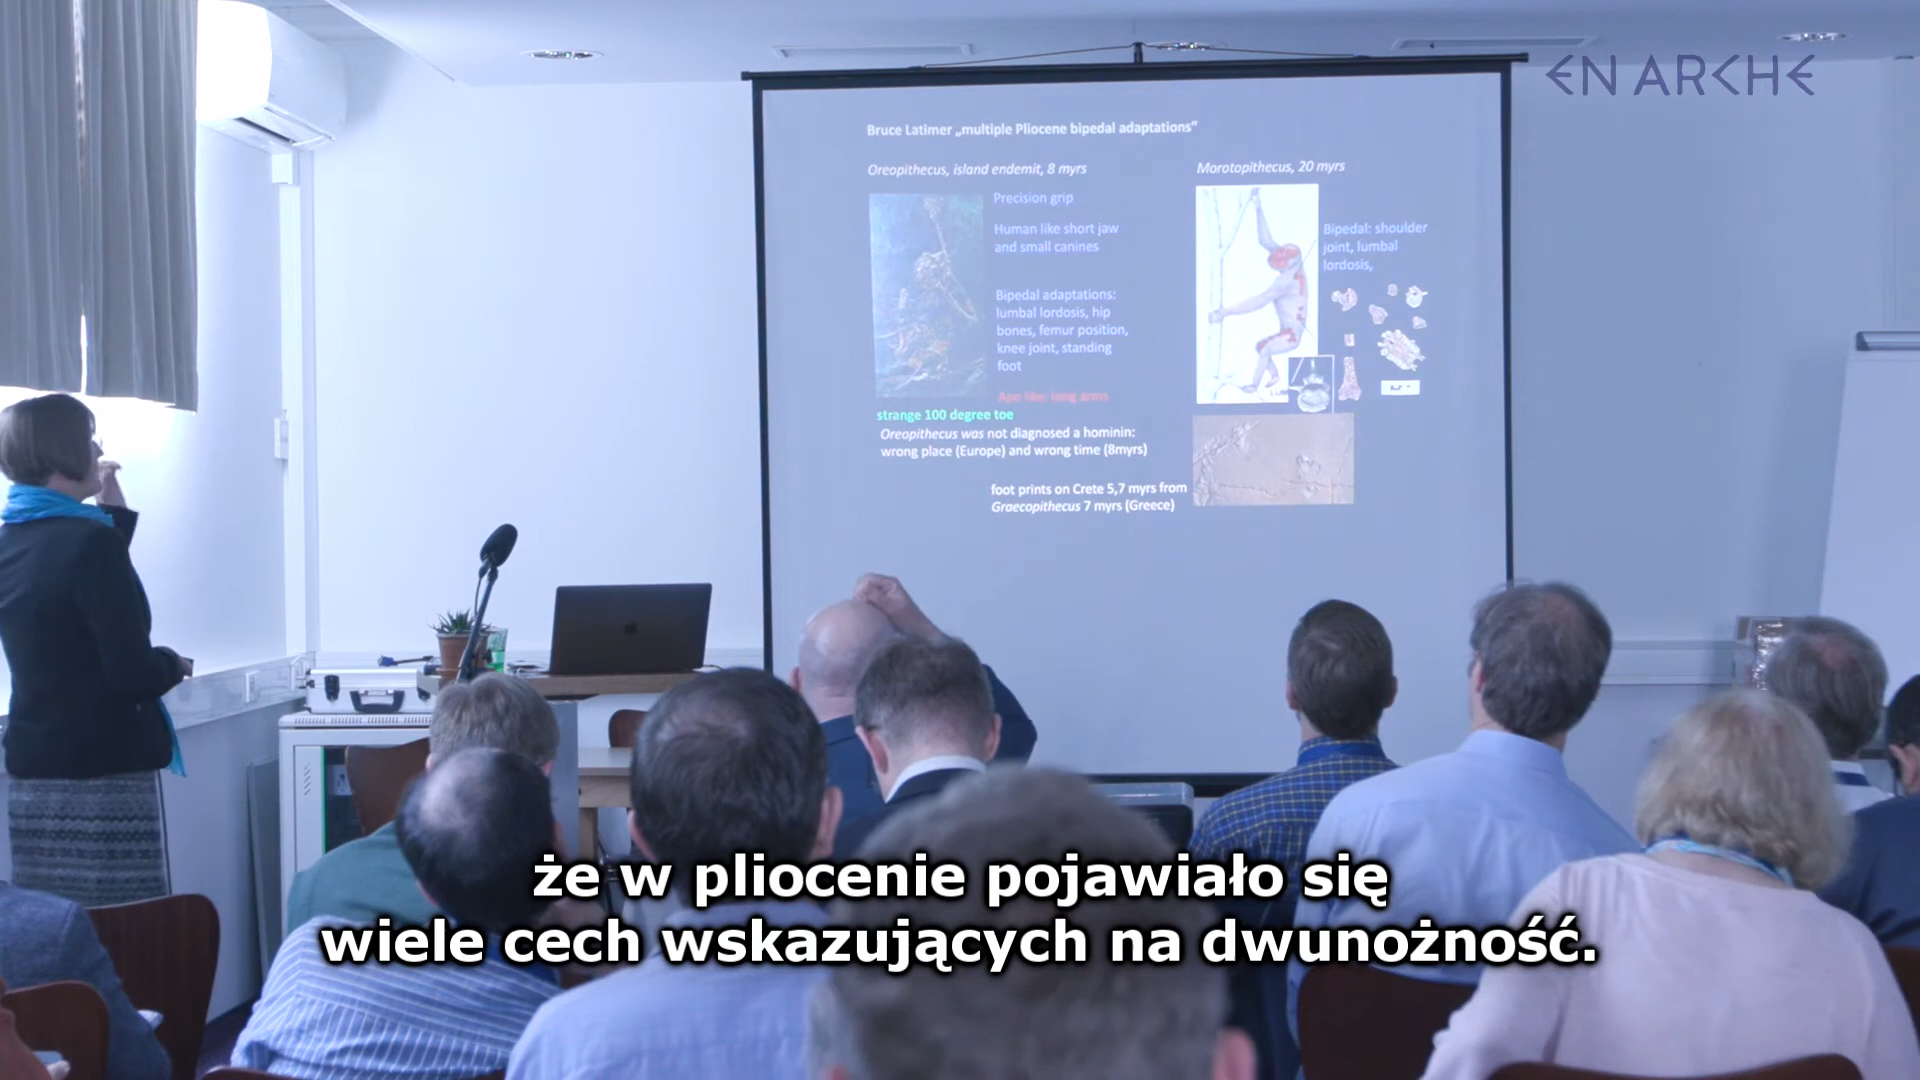 EN ARCHE
Bruce Latimer „multiple Pliocene bipedal adaptations”
Oreopithecus, island endemit, 8 myrs
Precision grip
Human like short jaw
and small canines
Bipedal adaptations:
lumbal lordosis, hip
bones, femur position,
knee joint, standing
foot
Ape like: long arms
strange 100 degree toe
Oreopithecus was not diagnosed a hominin:
wrong place (Europe) and wrong time (8myrs)
Morotopithecus, 20 myrs
Bipedal: shoulder
joint, lumbal
lordosis,
foot prints on Crete 5,7 myrs from
Graecopithecus 7 myrs (Greece)
że w pliocenie pojawiało się
wiele cech wskazujących na dwunożność.